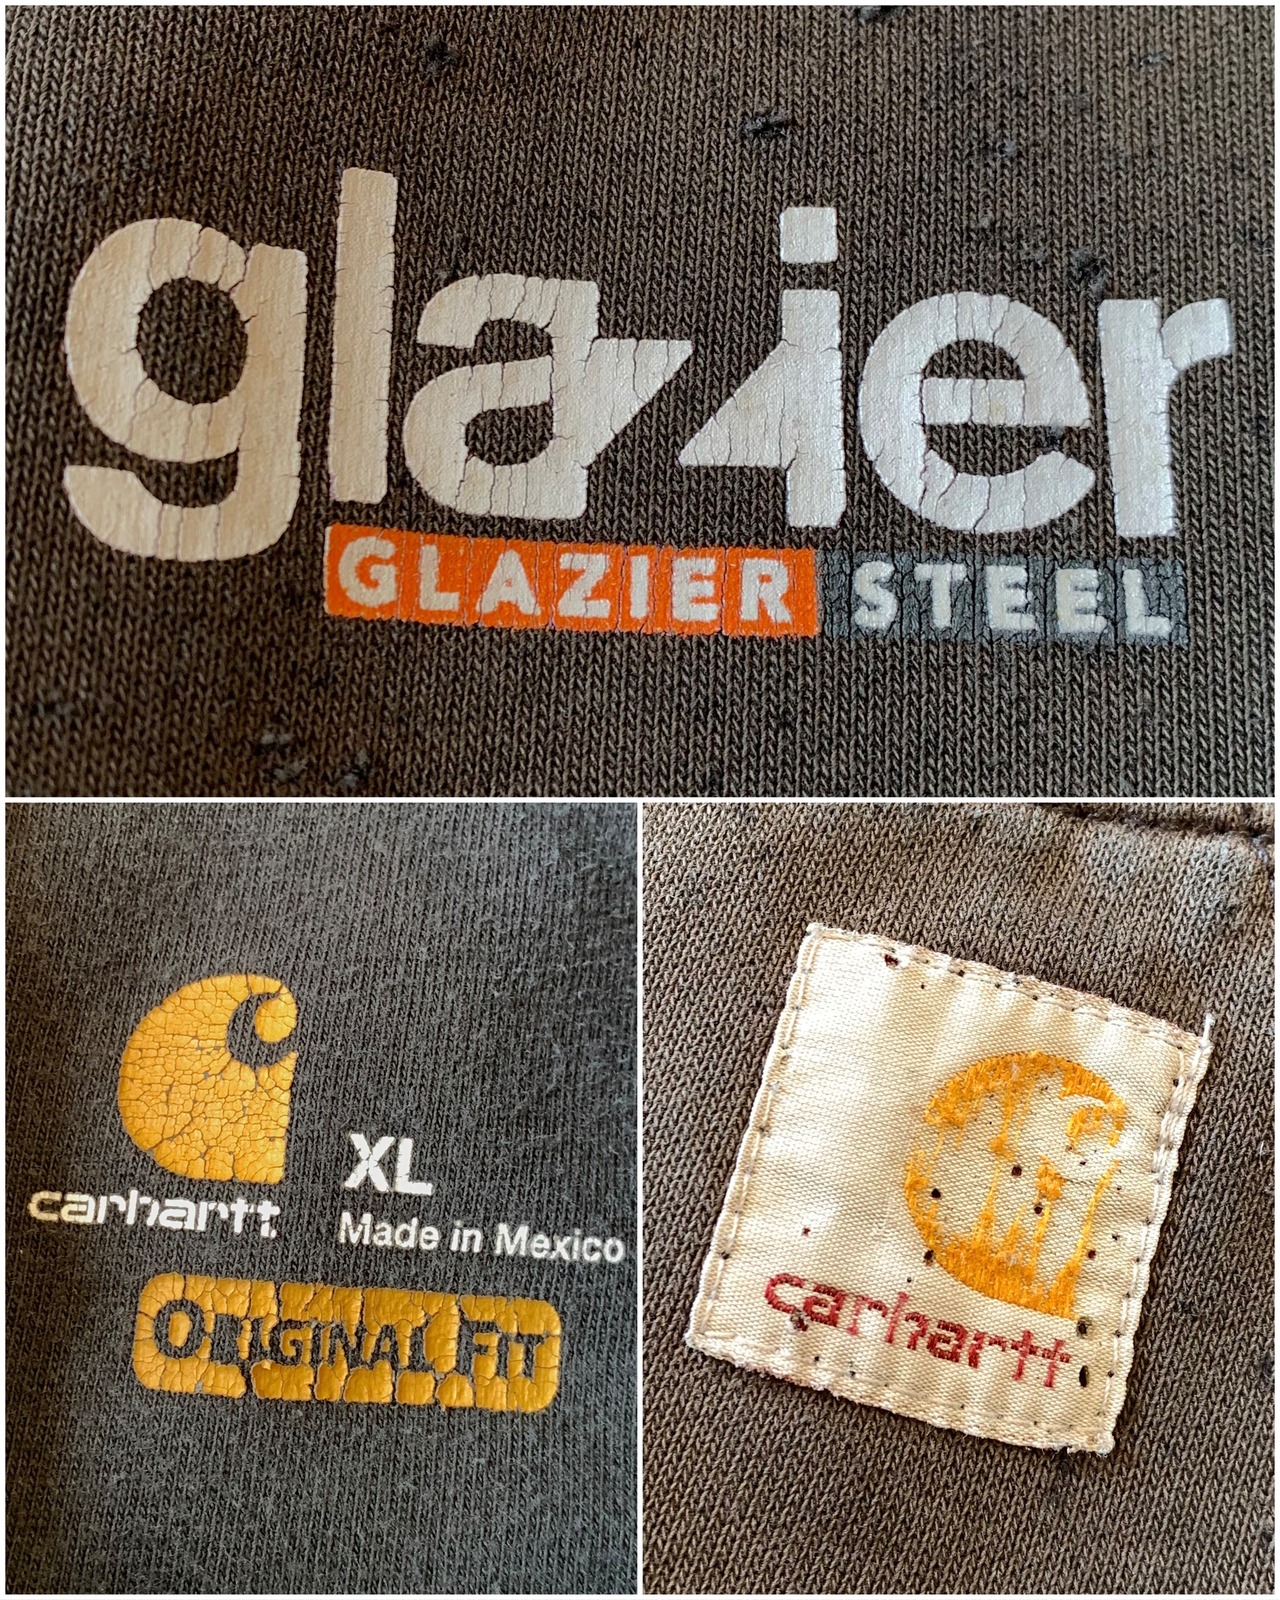 glazier
GLAZIER STEEL
carhartt
XL
Made in Mexico
ORIGINAL FIT
carhartt